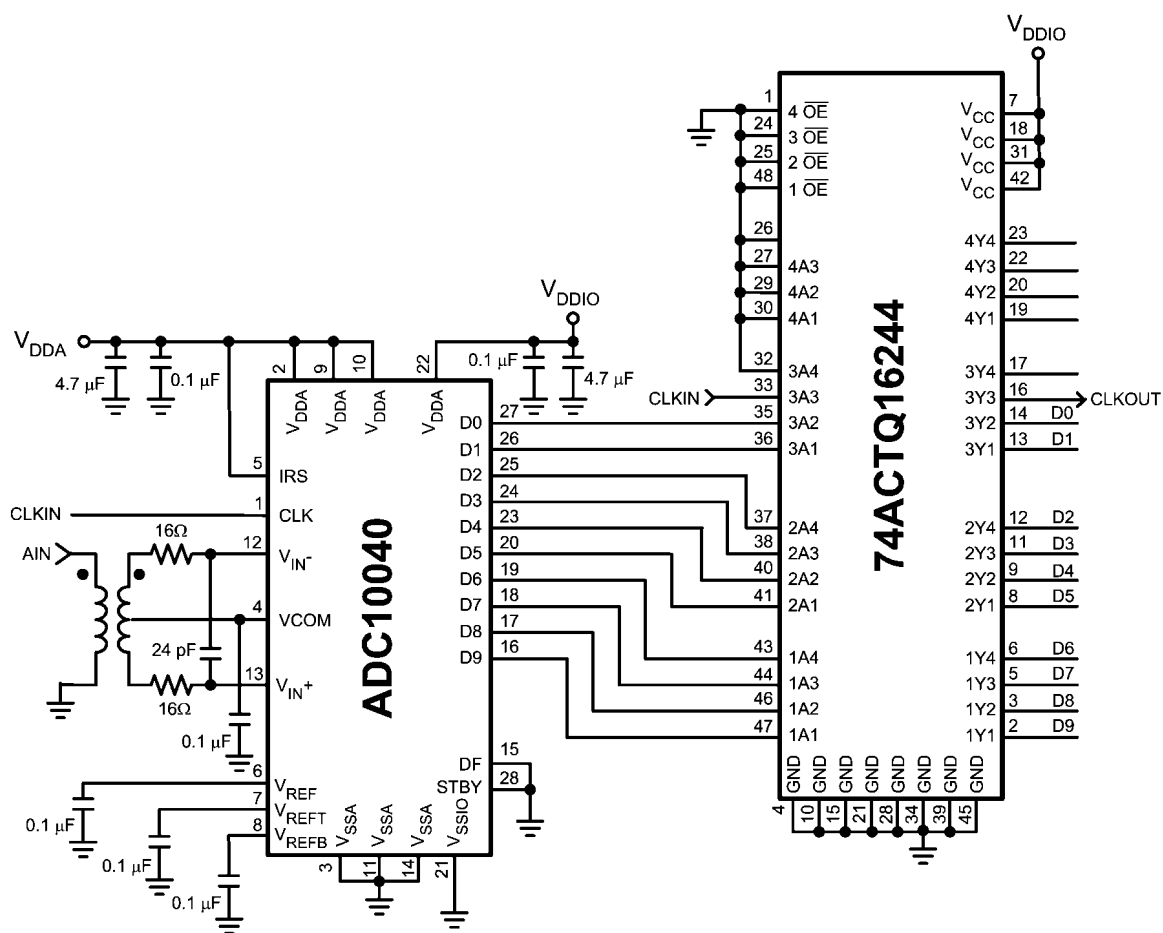 VDDIO
1
4 OE
24
3 OE
25
2 OE
48
1 OE
26
27
4A3
29
4A2
30
4A1
32
3A4
CLKIN
33
3A3
35
3A2
36
3A1
37
2A4
38
2A3
40
2A2
41
2A1
43
1A4
44
1A3
46
1A2
47
1A1
74ACTQ16244
VCC
7
VCC
18
VCC
31
VCC
42
4Y4
23
4Y3
22
4Y2
20
4Y1
19
3Y4
17
3Y3
16
CLKOUT
3Y2
14
D0
3Y1
13
D1
2Y4
12
D2
2Y3
11
D3
2Y2
9
D4
2Y1
8
D5
1Y4
6
D6
1Y3
5
D7
1Y2
3
D8
1Y1
2
D9
GND GND GND GND GND GND GND GND
4 10 15 21 28 34 39 45
VDDA
4.7 μF
0.1 μF
VDDIO
0.1 μF
4.7 μF
2
9
10
22
VDDA
VDDA
VDDA
VDDA
5
IRS
CLKIN
1
CLK
AIN
16Ω
12
VIN-
4
VCOM
24 pF
13
VIN+
16Ω
0.1 μF
6
VREF
7
VREFT
8
VREFB
0.1 μF
0.1 μF
0.1 μF
ADC10040
D0
27
D1
26
D2
25
D3
24
D4
23
D5
20
D6
19
D7
18
D8
17
D9
16
DF
15
STBY
28
VSSA
VSSA
VSSA
VSSIO
3
11
14
21